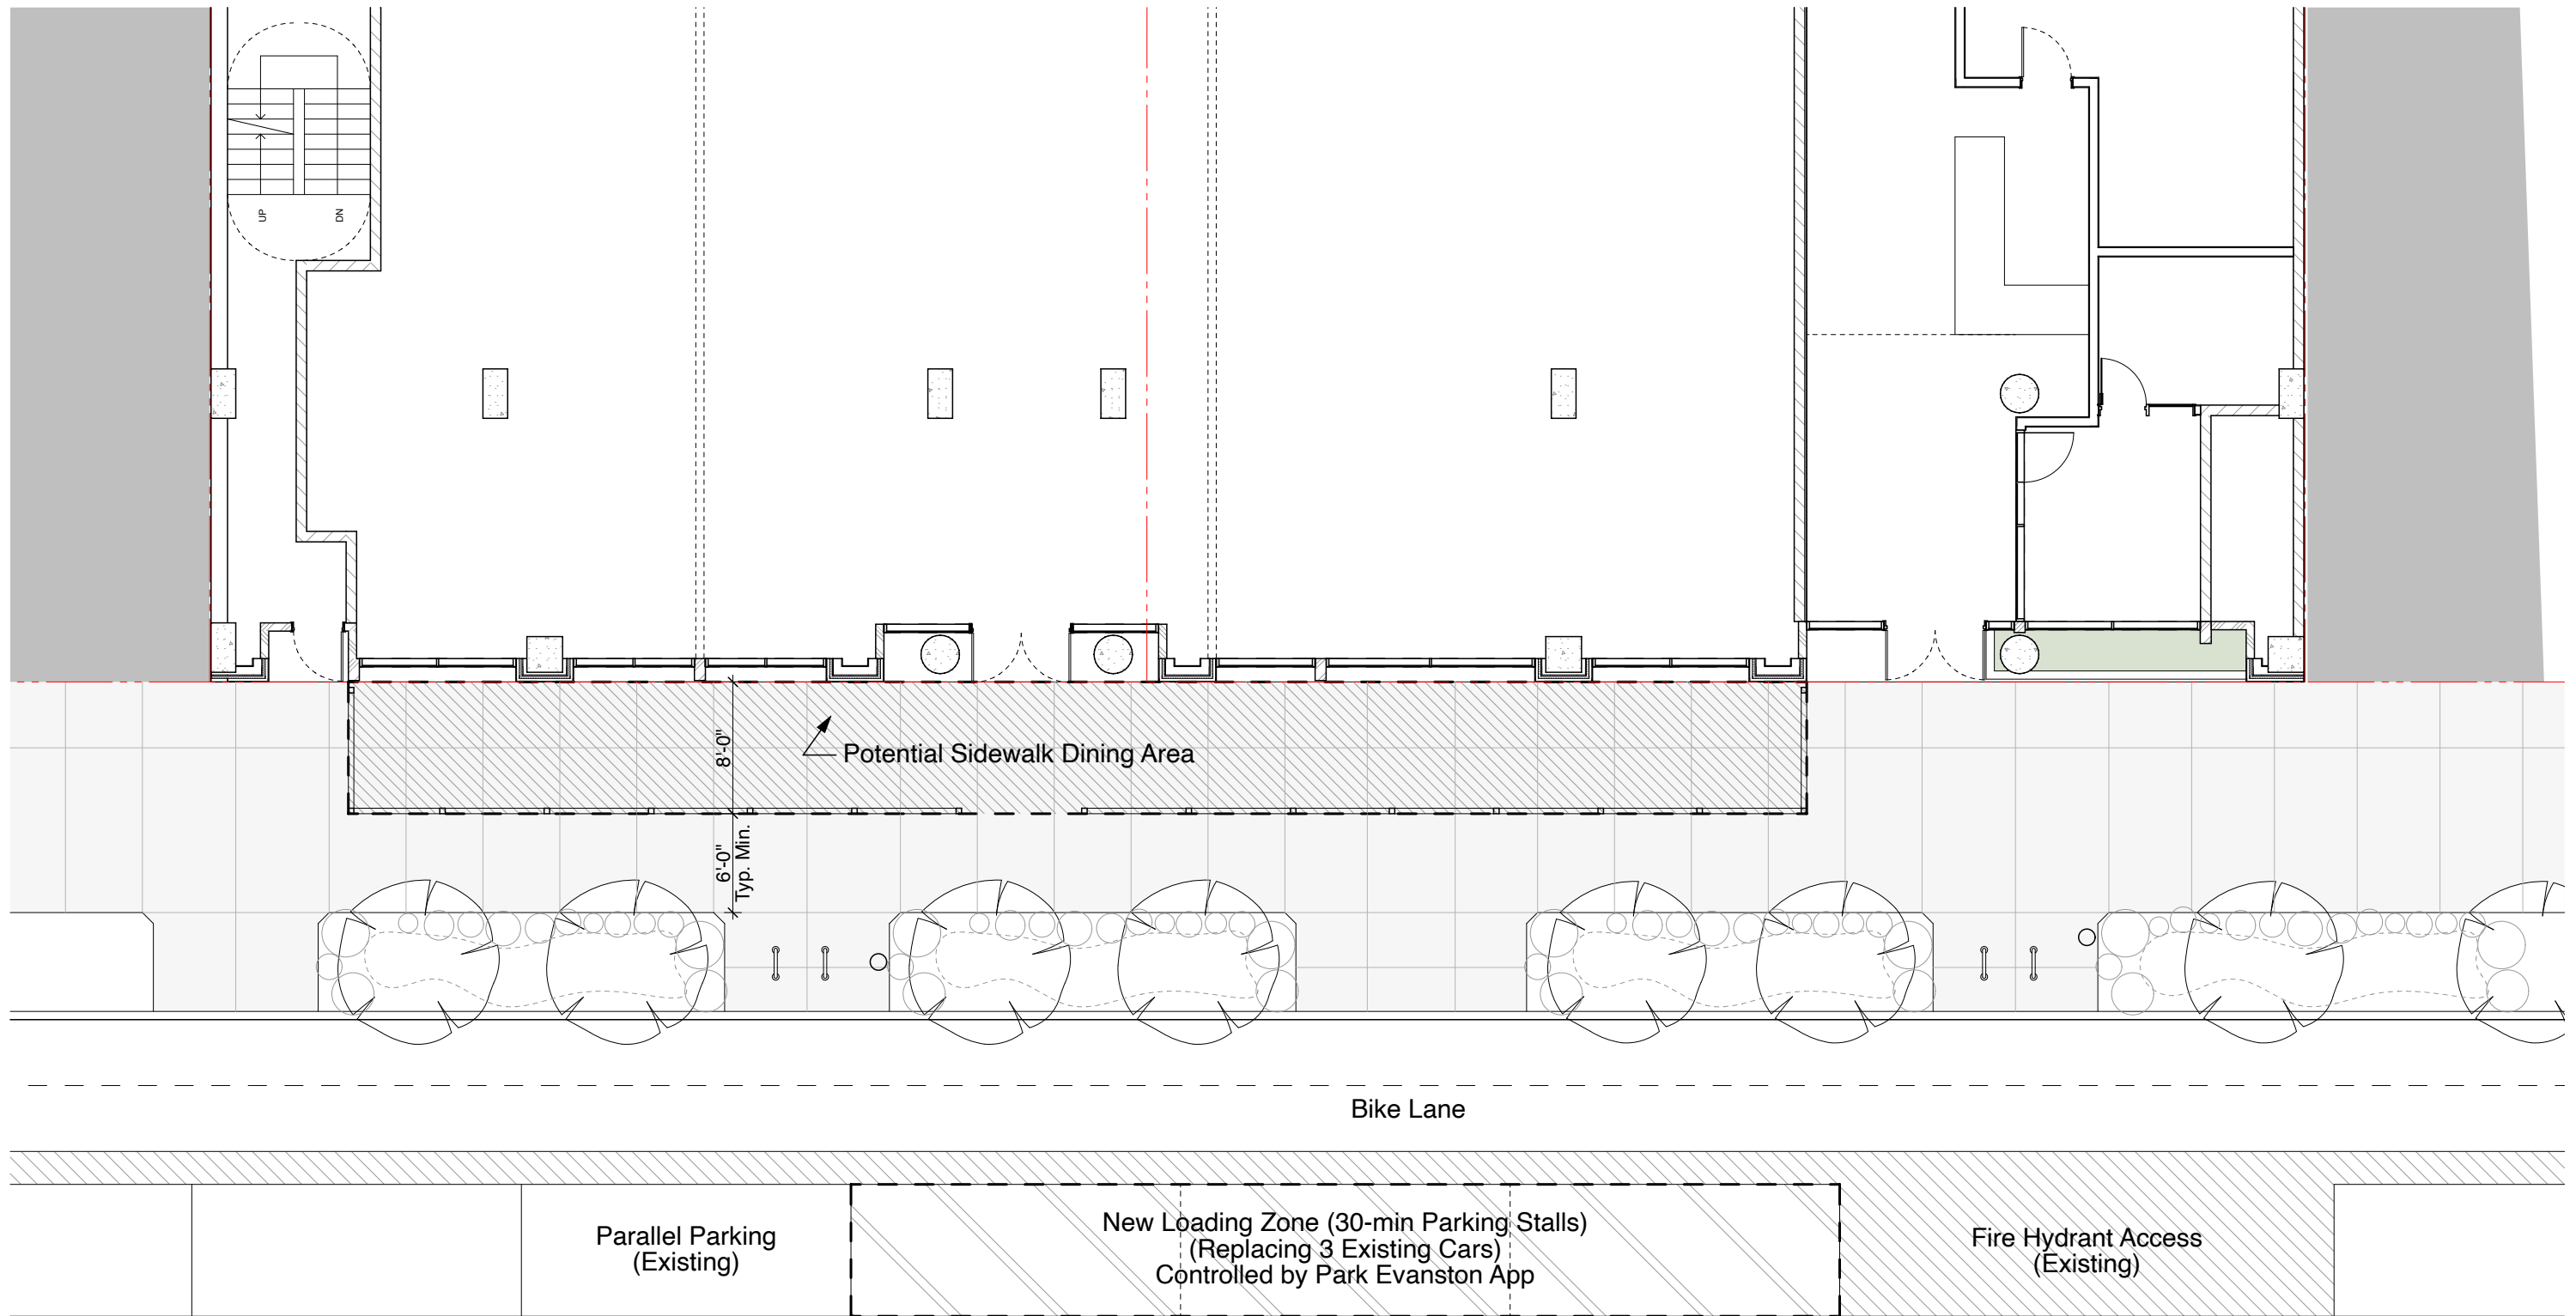 UP
DN
8'-0"
Potential Sidewalk Dining Area
6'-0"
Typ. Min.
Bike Lane
Parallel Parking
(Existing)
New Loading Zone (30-min Parking Stalls)
(Replacing 3 Existing Cars)
Controlled by Park Evanston App
Fire Hydrant Access
(Existing)